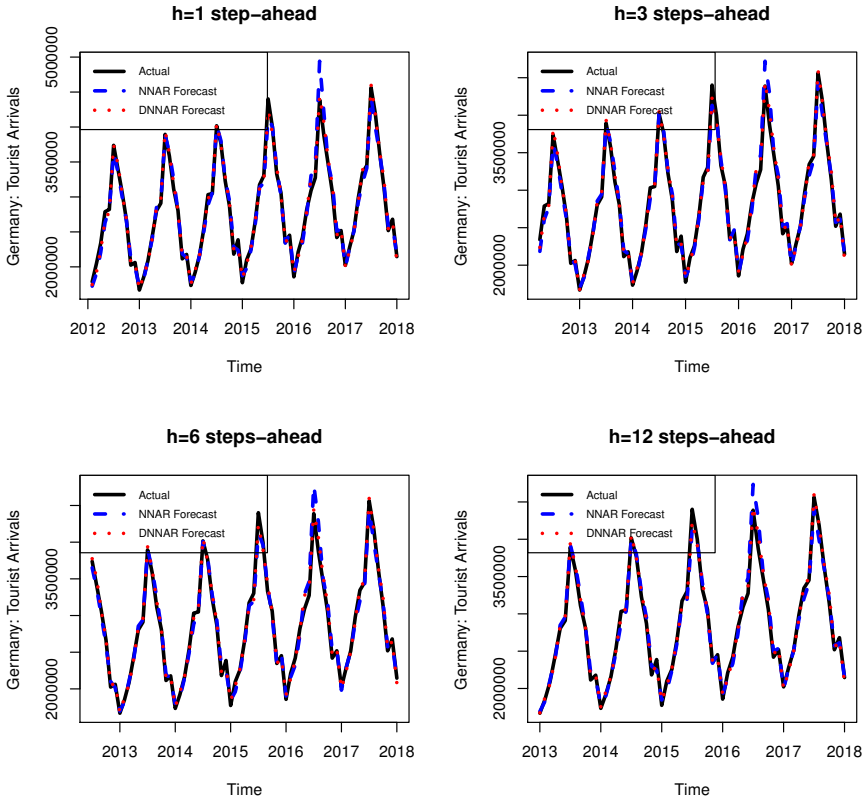 h=1 step−ahead
Germany: Tourist Arrivals
5000000
3500000
2000000
Actual
NNAR Forecast
DNNAR Forecast
2012 2013 2014 2015 2016 2017 2018
Time
h=3 steps−ahead
Germany: Tourist Arrivals
3500000
2000000
Actual
NNAR Forecast
DNNAR Forecast
2013 2014 2015 2016 2017 2018
Time
h=6 steps−ahead
Germany: Tourist Arrivals
3500000
2000000
Actual
NNAR Forecast
DNNAR Forecast
2013 2014 2015 2016 2017 2018
Time
h=12 steps−ahead
Germany: Tourist Arrivals
3500000
2000000
Actual
NNAR Forecast
DNNAR Forecast
2013 2014 2015 2016 2017 2018
Time